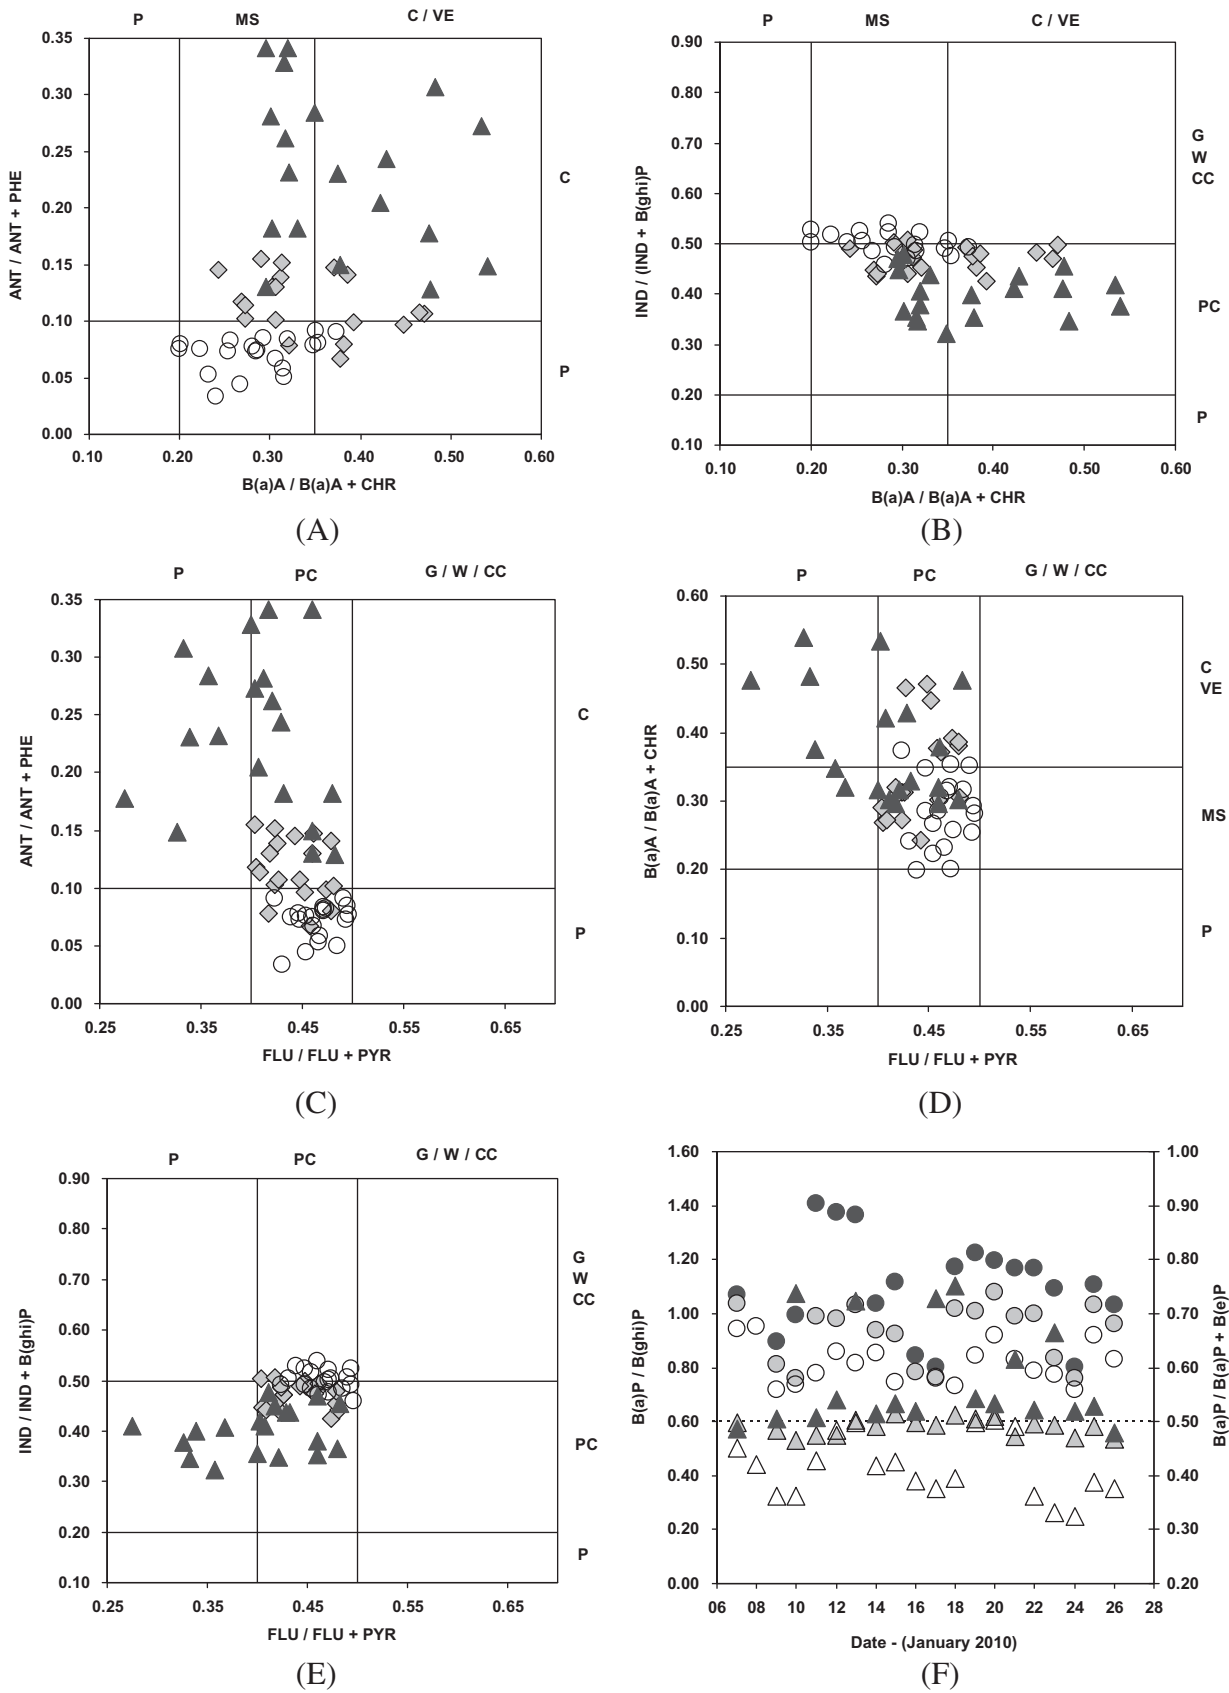 P MS C / VE
0.35
0.30
0.25
0.20
0.15
0.10
0.05
0.00
ANT / ANT + PHE
C
P
0.10 0.20 0.30 0.40 0.50 0.60
B(a)A / B(a)A + CHR
(A)
P MS C / VE
0.90
0.80
0.70
0.60
0.50
0.40
0.30
0.20
0.10
IND / (IND + B(ghi)P
G
W
CC
PC
P
0.10 0.20 0.30 0.40 0.50 0.60
B(a)A / B(a)A + CHR
(B)
P PC G / W / CC
0.35
0.30
0.25
0.20
0.15
0.10
0.05
0.00
ANT / ANT + PHE
C
P
0.25 0.35 0.45 0.55 0.65
FLU / FLU + PYR
(C)
P PC G / W / CC
0.60
0.50
0.40
0.30
0.20
0.10
0.00
B(a)A / B(a)A + CHR
C
VE
MS
P
0.25 0.35 0.45 0.55 0.65
FLU / FLU + PYR
(D)
P PC G / W / CC
0.90
0.80
0.70
0.60
0.50
0.40
0.30
0.20
0.10
IND / IND + B(ghi)P
G
W
CC
PC
P
0.25 0.35 0.45 0.55 0.65
FLU / FLU + PYR
(E)
1.60
1.40
1.20
1.00
0.80
0.60
0.40
0.20
0.00
B(a)P / B(ghi)P
1.00
0.90
0.80
0.70
0.60
0.50
0.40
0.30
0.20
B(a)P / B(a)P + B(e)P
06 08 10 12 14 16 18 20 22 24 26 28
Date - (January 2010)
(F)